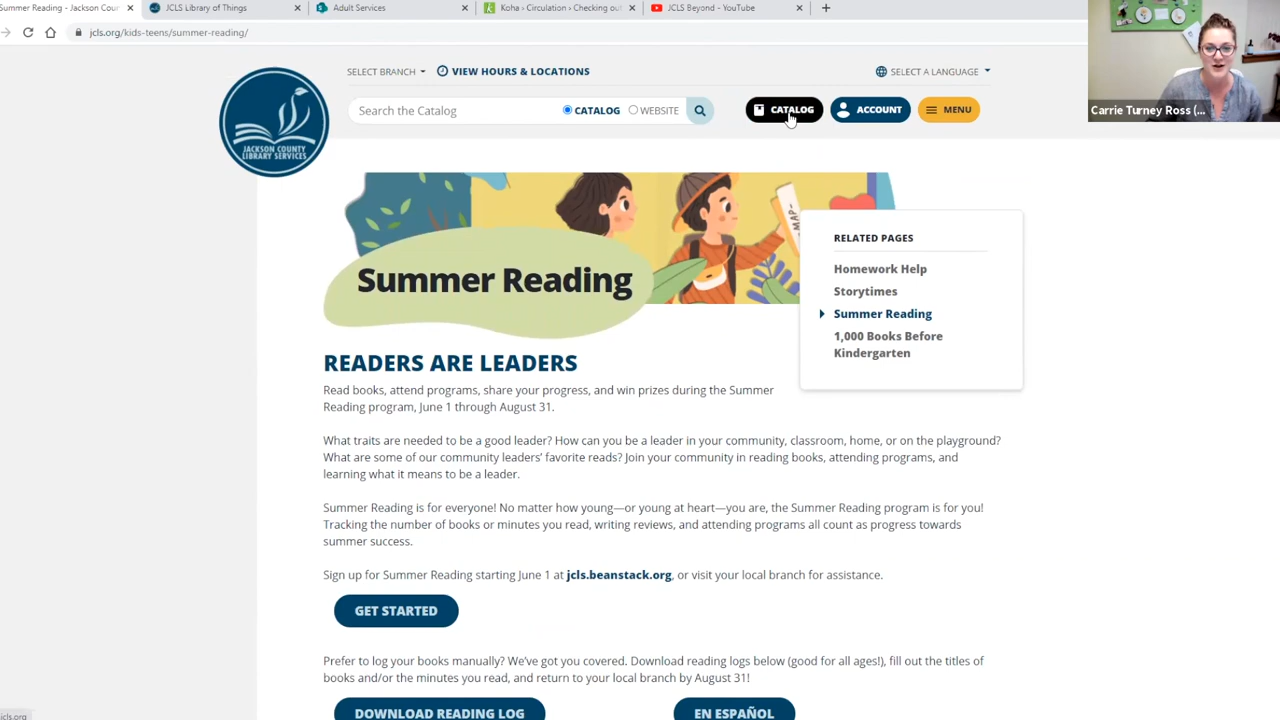 Summer Reading - Jackson Coun
JCLS Library of Things
Adult Services
Koha › Circulation › Checking out
JCLS Beyond - YouTube
jcls.org/kids-teens/summer-reading/
Carrie Turney Ross (...
SELECT BRANCH
VIEW HOURS & LOCATIONS
SELECT A LANGUAGE
Search the Catalog
CATALOG
WEBSITE
CATALOG
ACCOUNT
MENU
JACKSON COUNTY
LIBRARY SERVICES
MAP
Summer Reading
RELATED PAGES
Homework Help
Storytimes
Summer Reading
1,000 Books Before
Kindergarten
READERS ARE LEADERS
Read books, attend programs, share your progress, and win prizes during the Summer
Reading program, June 1 through August 31.
What traits are needed to be a good leader? How can you be a leader in your community, classroom, home, or on the playground?
What are some of our community leaders’ favorite reads? Join your community in reading books, attending programs, and
learning what it means to be a leader.
Summer Reading is for everyone! No matter how young—or young at heart—you are, the Summer Reading program is for you!
Tracking the number of books or minutes you read, writing reviews, and attending programs all count as progress towards
summer success.
Sign up for Summer Reading starting June 1 at jcls.beanstack.org, or visit your local branch for assistance.
GET STARTED
Prefer to log your books manually? We’ve got you covered. Download reading logs below (good for all ages!), fill out the titles of
books and/or the minutes you read, and return to your local branch by August 31!
DOWNLOAD READING LOG
EN ESPAÑOL
jcls.org